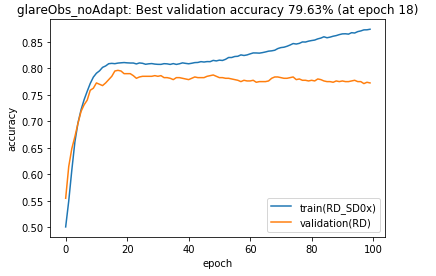 glareObs_noAdapt: Best validation accuracy 79.63% (at epoch 18)
0.85
0.80
0.75
0.70
0.65
0.60
0.55
0.50
accuracy
0
20
40
60
80
100
epoch
train(RD_SD0x)
validation(RD)